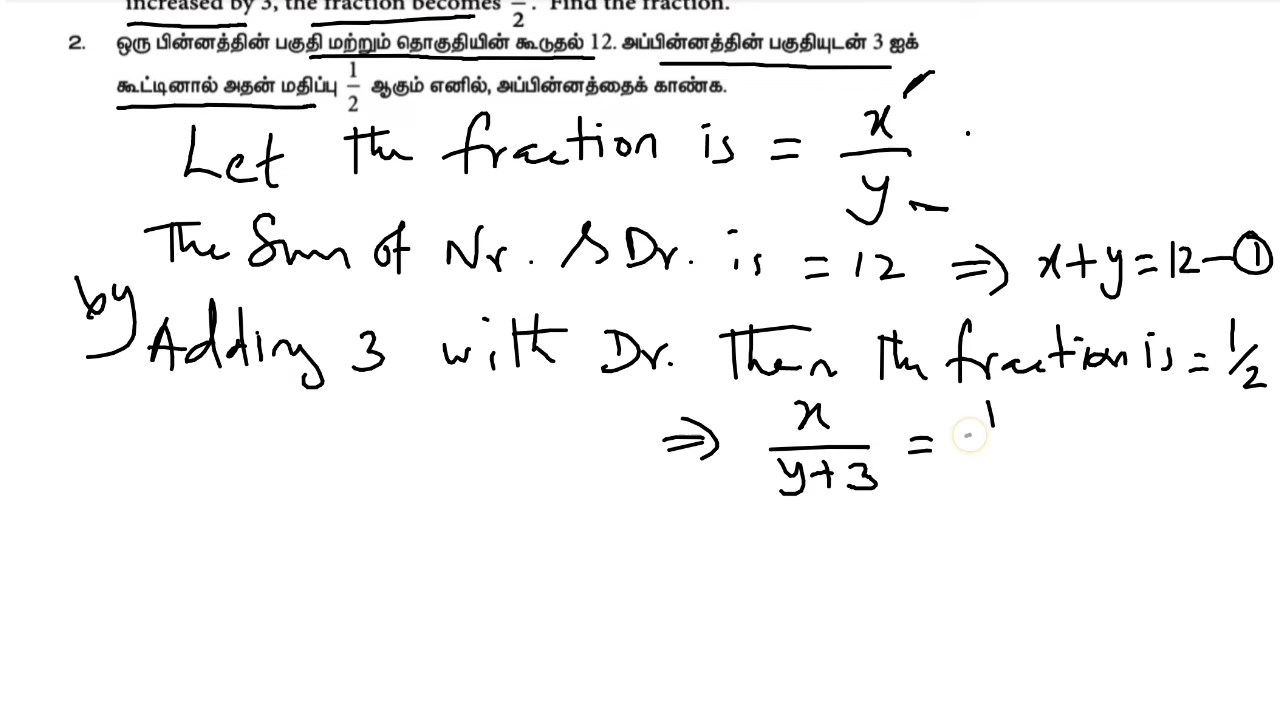 increased by 3, the fraction becomes 1/2. Find the fraction.
2. ஒரு பின்னத்தின் பகுதி மற்றும் தொகுதியின் கூடுதல் 12. அப்பின்னத்தின் பகுதியுடன் 3 ஐக்
கூட்டினால் அதன் மதிப்பு 1/2 ஆகும் எனில், அப்பின்னத்தைக் காண்க.
Let the fraction is = x/y
The Sum of Nr. & Dr. is = 12 ⇒ x+y=12–①
by Adding 3 with Dr. Then the fraction is = 1/2
⇒ x/(y+3) = 1